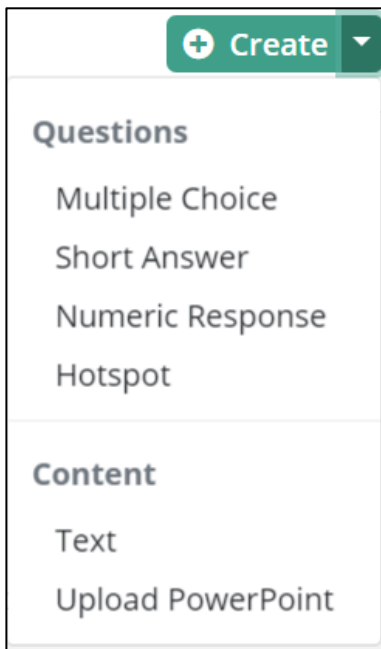 Create
Questions
Multiple Choice
Short Answer
Numeric Response
Hotspot
Content
Text
Upload PowerPoint